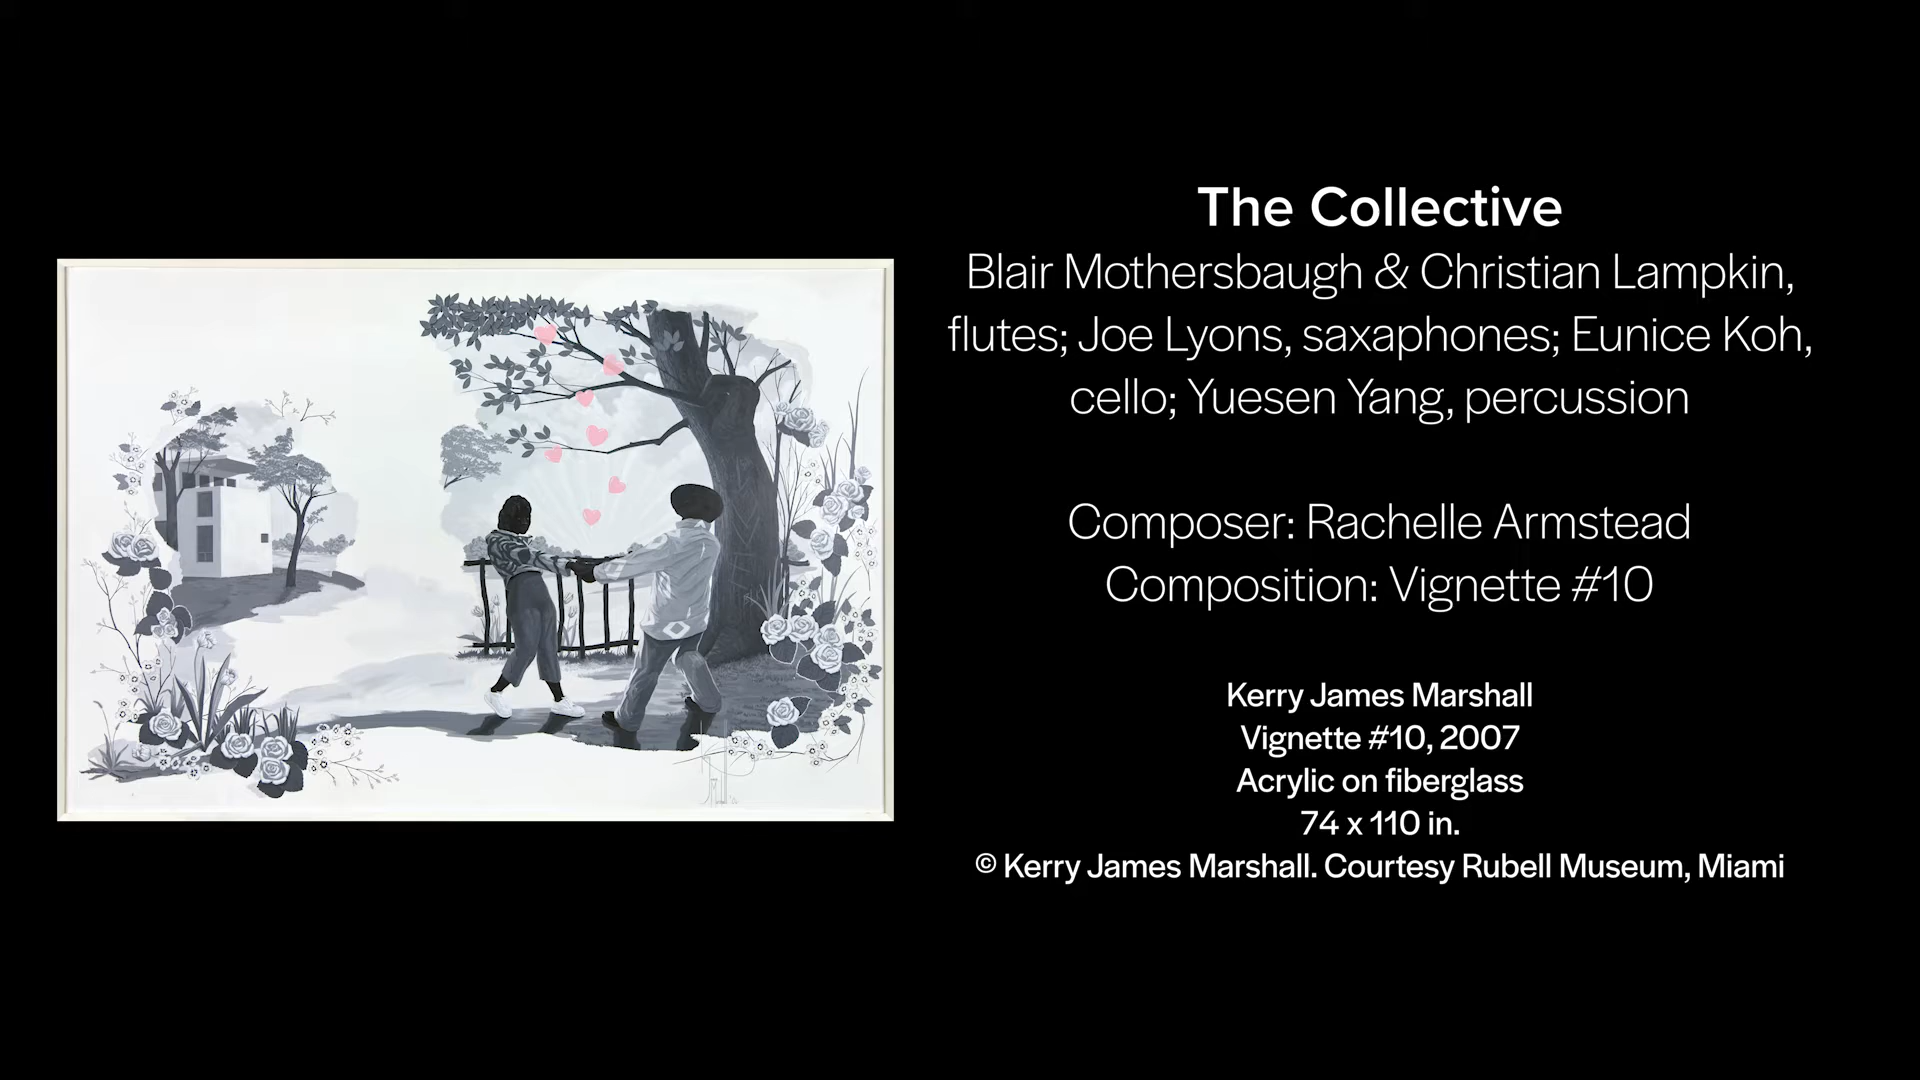 The Collective
Blair Mothersbaugh & Christian Lampkin,
flutes; Joe Lyons, saxaphones; Eunice Koh,
cello; Yuesen Yang, percussion
Composer: Rachelle Armstead
Composition: Vignette #10
Kerry James Marshall
Vignette #10, 2007
Acrylic on fiberglass
74 x 110 in.
© Kerry James Marshall. Courtesy Rubell Museum, Miami